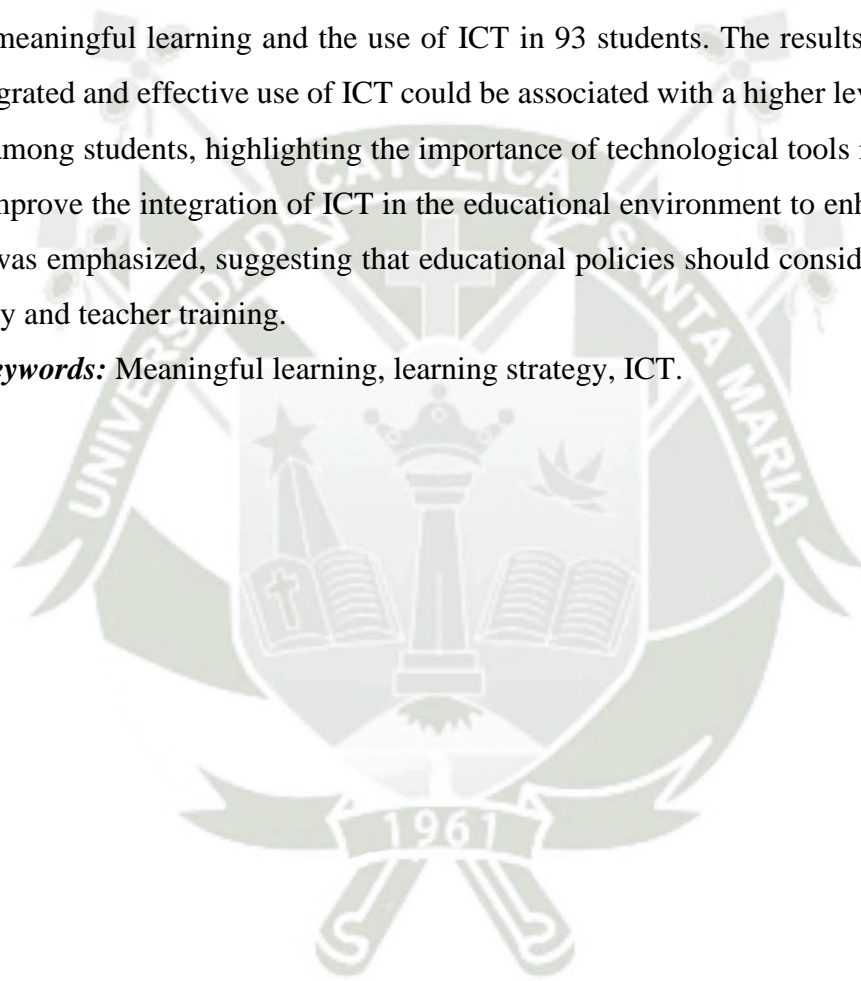 meaningful learning and the use of ICT in 93 students. The results
grated and effective use of ICT could be associated with a higher lev
among students, highlighting the importance of technological tools
prove the integration of ICT in the educational environment to enh
was emphasized, suggesting that educational policies should consid
y and teacher training.
eywords: Meaningful learning, learning strategy, ICT.
UNIVERSIDAD CATOLICA SANTA MARIA
1961